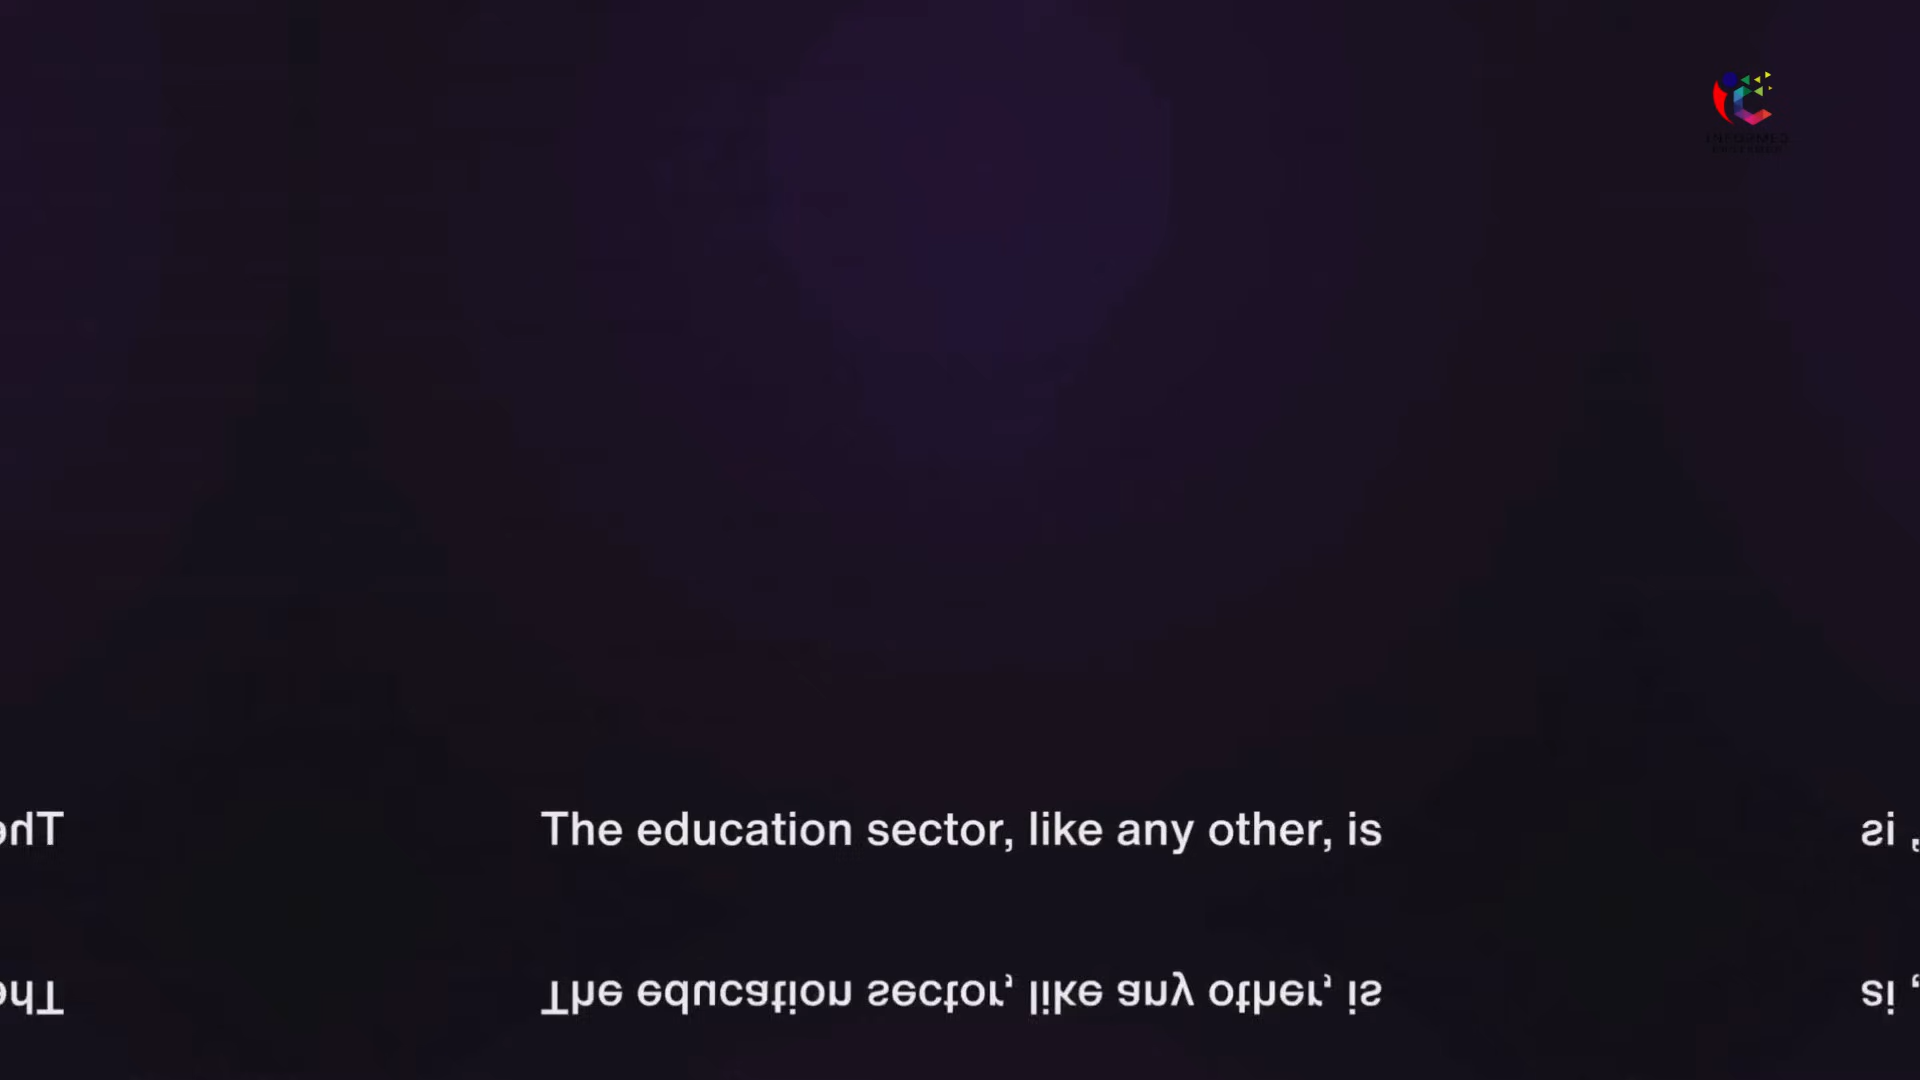 The education sector, like any other, is
The education sector, like any other, is